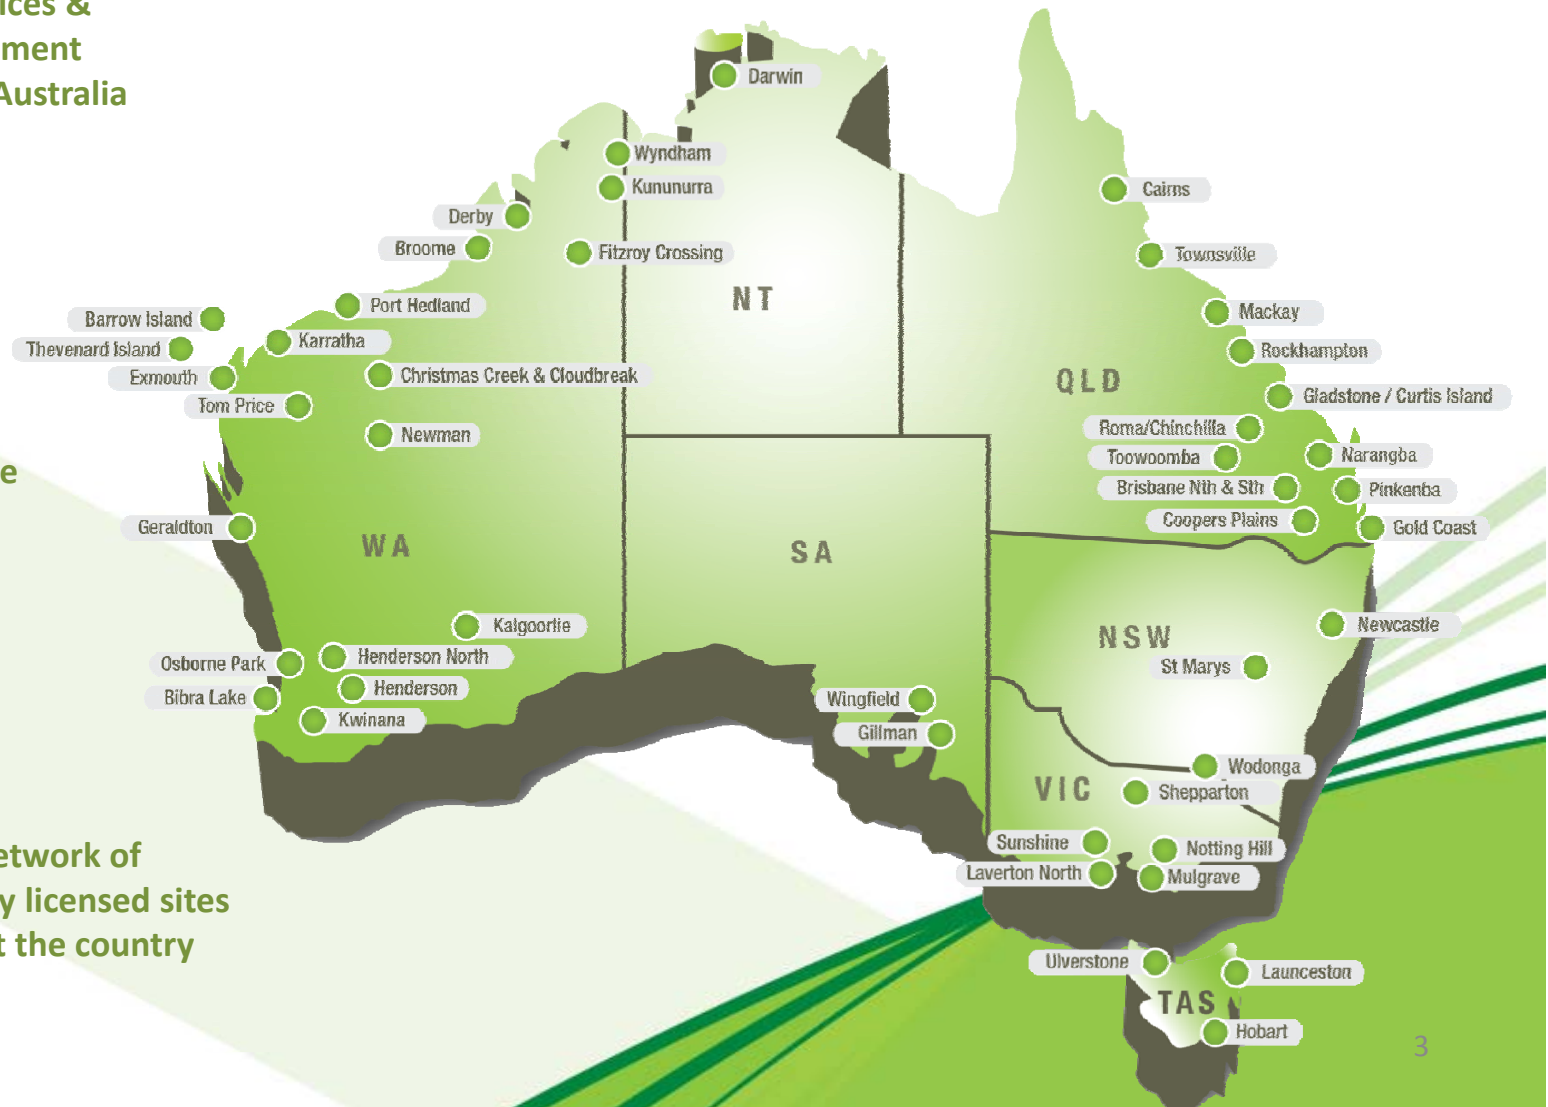 ices &
ment
Australia
Darwin
Wyndham
Kununurra
Cairns
Derby
Broome
Fitzroy Crossing
Townsville
NT
Port Hedland
Barrow Island
Mackay
Karratha
Thevenard Island
Rockhampton
Exmouth
Christmas Creek & Cloudbreak
QLD
Gladstone / Curtis Island
Tom Price
Newman
Roma/Chinchilla
Toowoomba
Narangba
e
Brisbane Nth & Sth
Pinkenba
Geraldton
Coopers Plains
Gold Coast
WA
SA
Kalgoorlie
Newcastle
NSW
Osborne Park
Henderson North
St Marys
Henderson
Bibra Lake
Wingfield
Kwinana
Gillman
Wodonga
VIC
Shepparton
Sunshine
Notting Hill
etwork of
Laverton North
Mulgrave
y licensed sites
t the country
Ulverstone
Launceston
TAS
Hobart
3